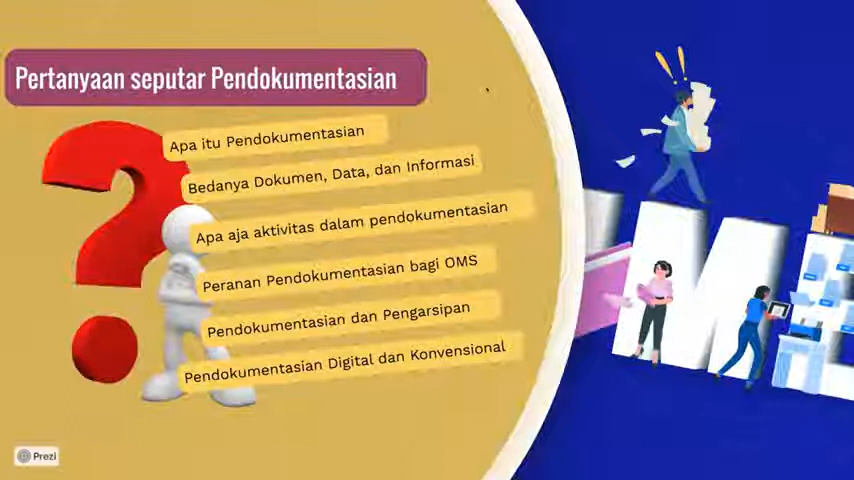 Pertanyaan seputar Pendokumentasian
Apa itu Pendokumentasian
Bedanya Dokumen, Data, dan Informasi
Apa aja aktivitas dalam pendokumentasian
Peranan Pendokumentasian bagi OMS
Pendokumentasian dan Pengarsipan
Pendokumentasian Digital dan Konvensional
M
Prezi